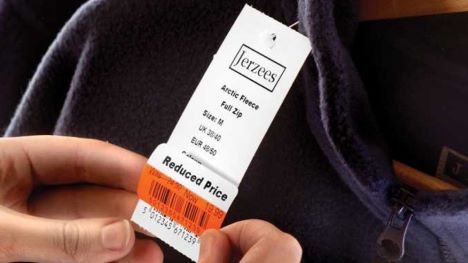 Jerzees
Arctic Fleece
Full Zip
Size: M
UK 38/40
EUR 48/50
Reduced Price
5 012345 671239